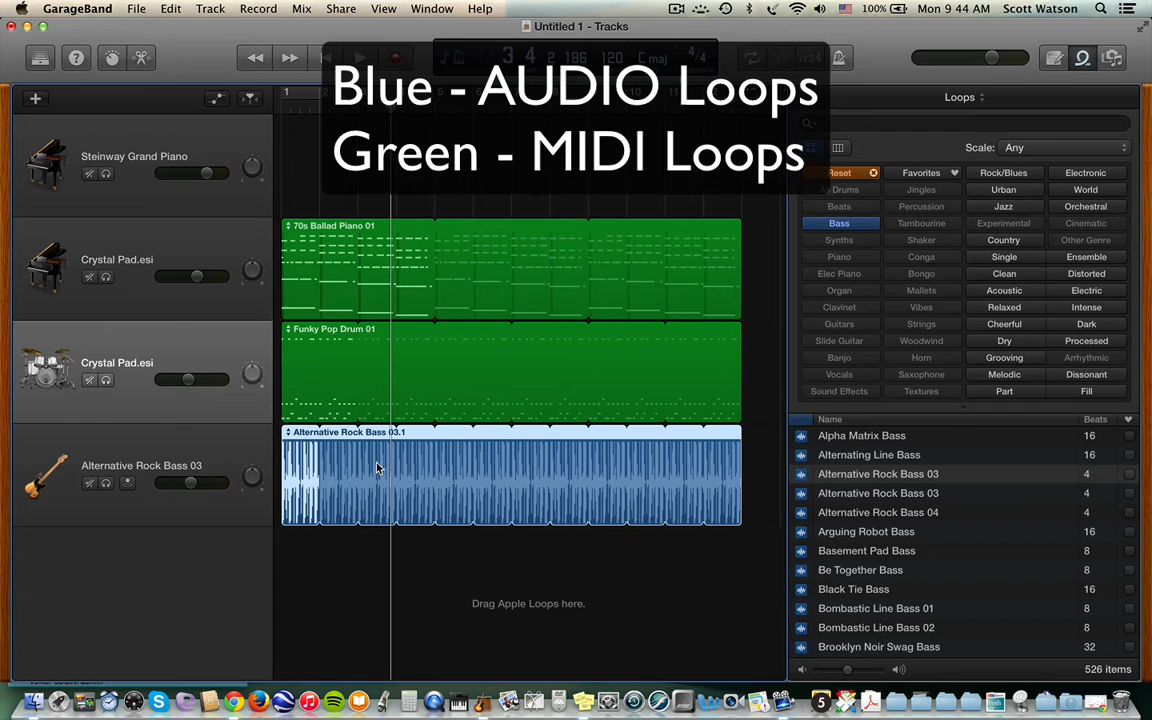 GarageBand File Edit Track Record Mix Share View Window Help
100% Mon 9:44 AM Scott Watson
Untitled 1 - Tracks
3 4 2 186 120 C maj 4/4
Blue - AUDIO Loops
Green - MIDI Loops
1
Steinway Grand Piano
Crystal Pad.esi
Crystal Pad.esi
Alternative Rock Bass 03
70s Ballad Piano 01
Funky Pop Drum 01
Alternative Rock Bass 03.1
Drag Apple Loops here.
Loops
Scale: Any
Reset Favorites Rock/Blues Electronic
All Drums Jingles Urban World
Beats Percussion Jazz Orchestral
Bass Tambourine Experimental Cinematic
Synths Shaker Country Other Genre
Piano Conga Single Ensemble
Elec Piano Bongo Clean Distorted
Organ Mallets Acoustic Electric
Clavinet Vibes Relaxed Intense
Guitars Strings Cheerful Dark
Slide Guitar Woodwind Dry Processed
Banjo Horn Grooving Arrhythmic
Vocals Saxophone Melodic Dissonant
Sound Effects Textures Part Fill
Name Beats
Alpha Matrix Bass 16
Alternating Line Bass 16
Alternative Rock Bass 03 4
Alternative Rock Bass 03 4
Alternative Rock Bass 04 4
Arguing Robot Bass 16
Basement Pad Bass 8
Be Together Bass 8
Black Tie Bass 16
Bombastic Line Bass 01 8
Bombastic Line Bass 02 8
Brooklyn Noir Swag Bass 32
526 items